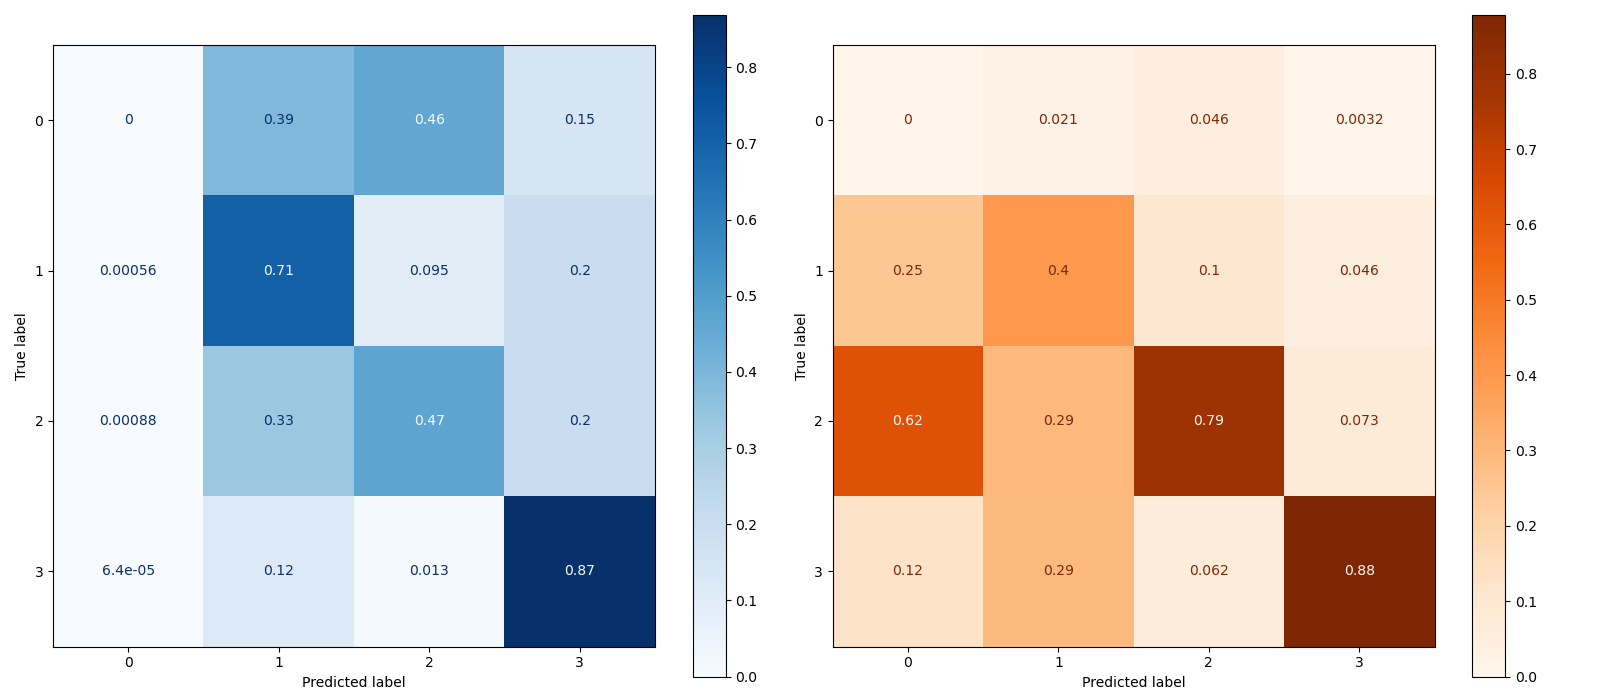 0.8
0.7
0.6
0.5
0.4
0.3
0.2
0.1
0.0
True label
0 0 0.39 0.46 0.15
1 0.00056 0.71 0.095 0.2
2 0.00088 0.33 0.47 0.2
3 6.4e-05 0.12 0.013 0.87
0 1 2 3
Predicted label
0.8
0.7
0.6
0.5
0.4
0.3
0.2
0.1
0.0
True label
0 0 0.021 0.046 0.0032
1 0.25 0.4 0.1 0.046
2 0.62 0.29 0.79 0.073
3 0.12 0.29 0.062 0.88
0 1 2 3
Predicted label